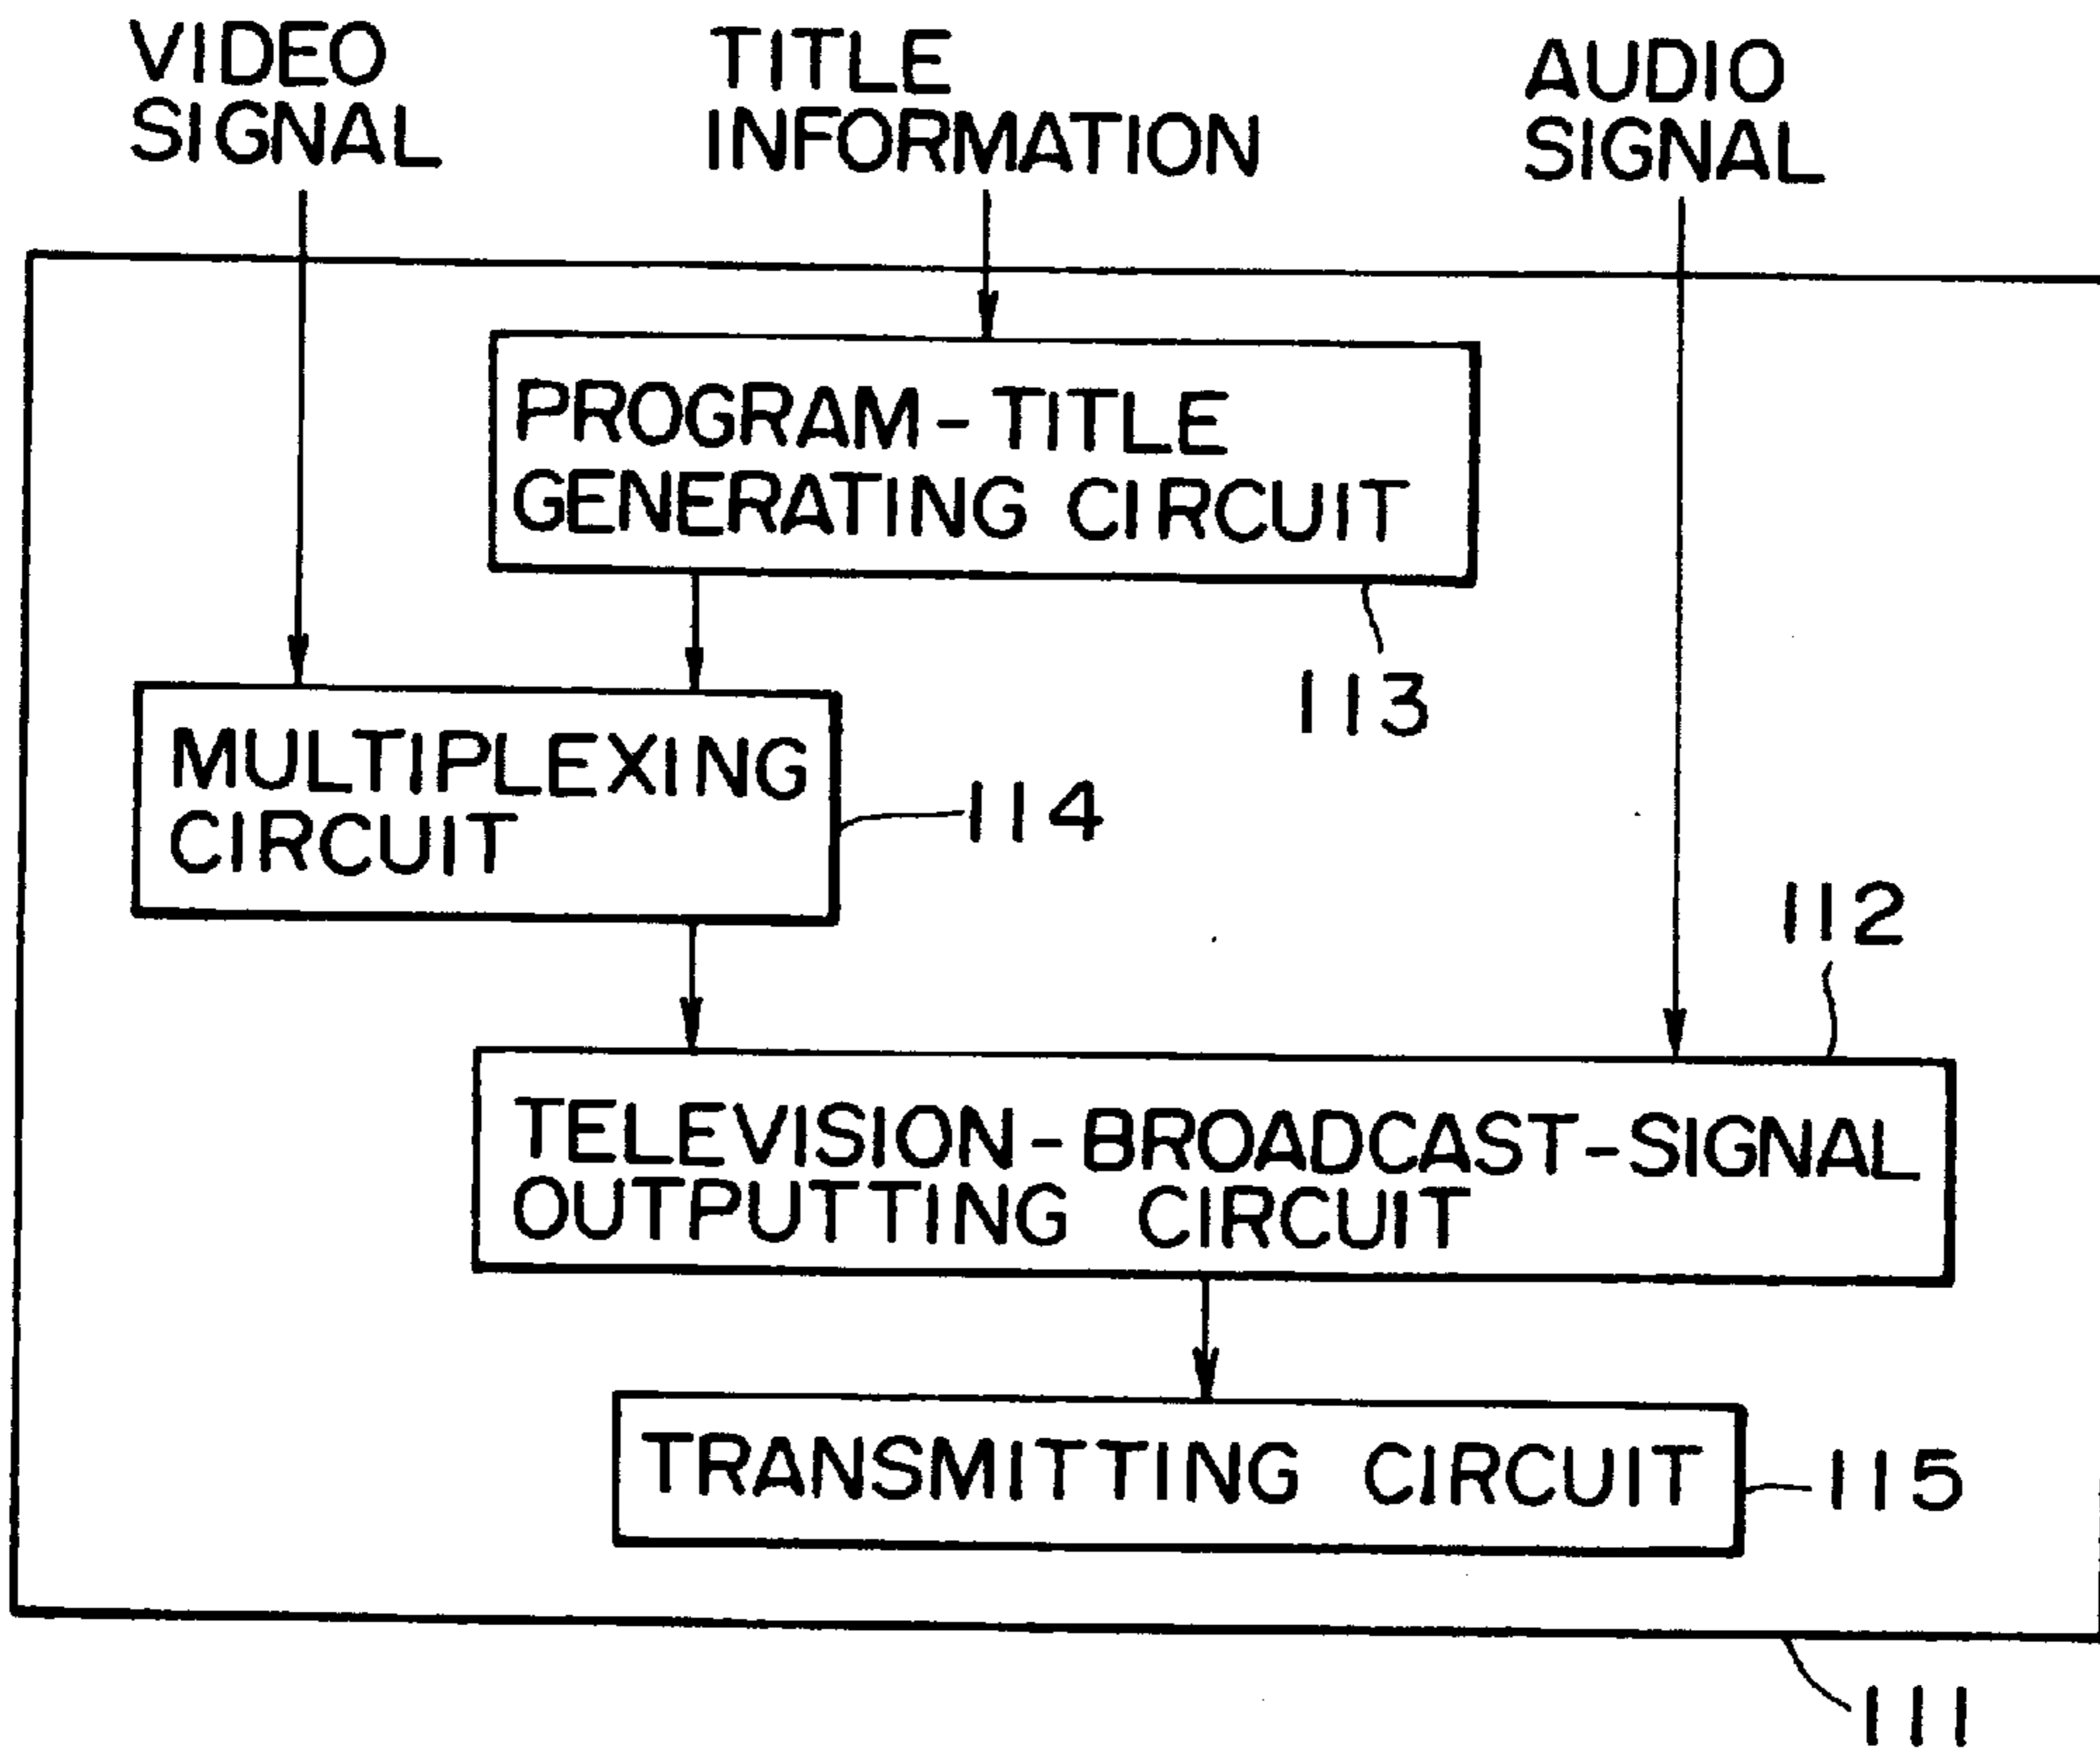 VIDEO
SIGNAL
TITLE
INFORMATION
AUDIO
SIGNAL
PROGRAM-TITLE
GENERATING CIRCUIT
113
MULTIPLEXING
CIRCUIT
114
112
TELEVISION-BROADCAST-SIGNAL
OUTPUTTING CIRCUIT
TRANSMITTING CIRCUIT
115
111